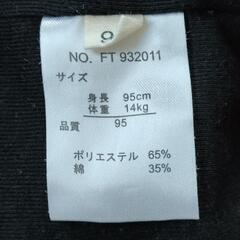 9
NO. FT 932011
サイズ
身長 95cm
体重 14kg
品質 95
ポリエステル 65%
綿 35%